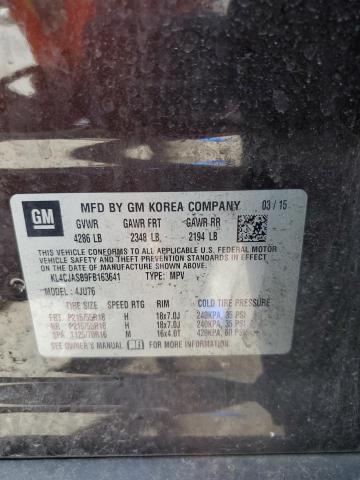 GM
MFD BY GM KOREA COMPANY 03/15
GVWR GAWR FRT GAWR RR
4286 LB 2348 LB 2194 LB
THIS VEHICLE CONFORMS TO ALL APPLICABLE U.S. FEDERAL MOTOR
VEHICLE SAFETY, BUMPER, AND THEFT PREVENTION STANDARDS IN
EFFECT ON THE DATE OF MANUFACTURE SHOWN ABOVE.
KL4CJASB9FB163641 TYPE: MPV
MODEL: 4JU76
TIRE SIZE SPEED RTG RIM COLD TIRE PRESSURE
FRT P215/55R18 H 18x7.0J 240KPA, 35 PSI
RR P215/55R18 H 18x7.0J 240KPA, 35 PSI
SPA T125/70R16 M 16x4.0T 420KPA, 60 PSI
SEE OWNER'S MANUAL FOR MORE INFORMATION.